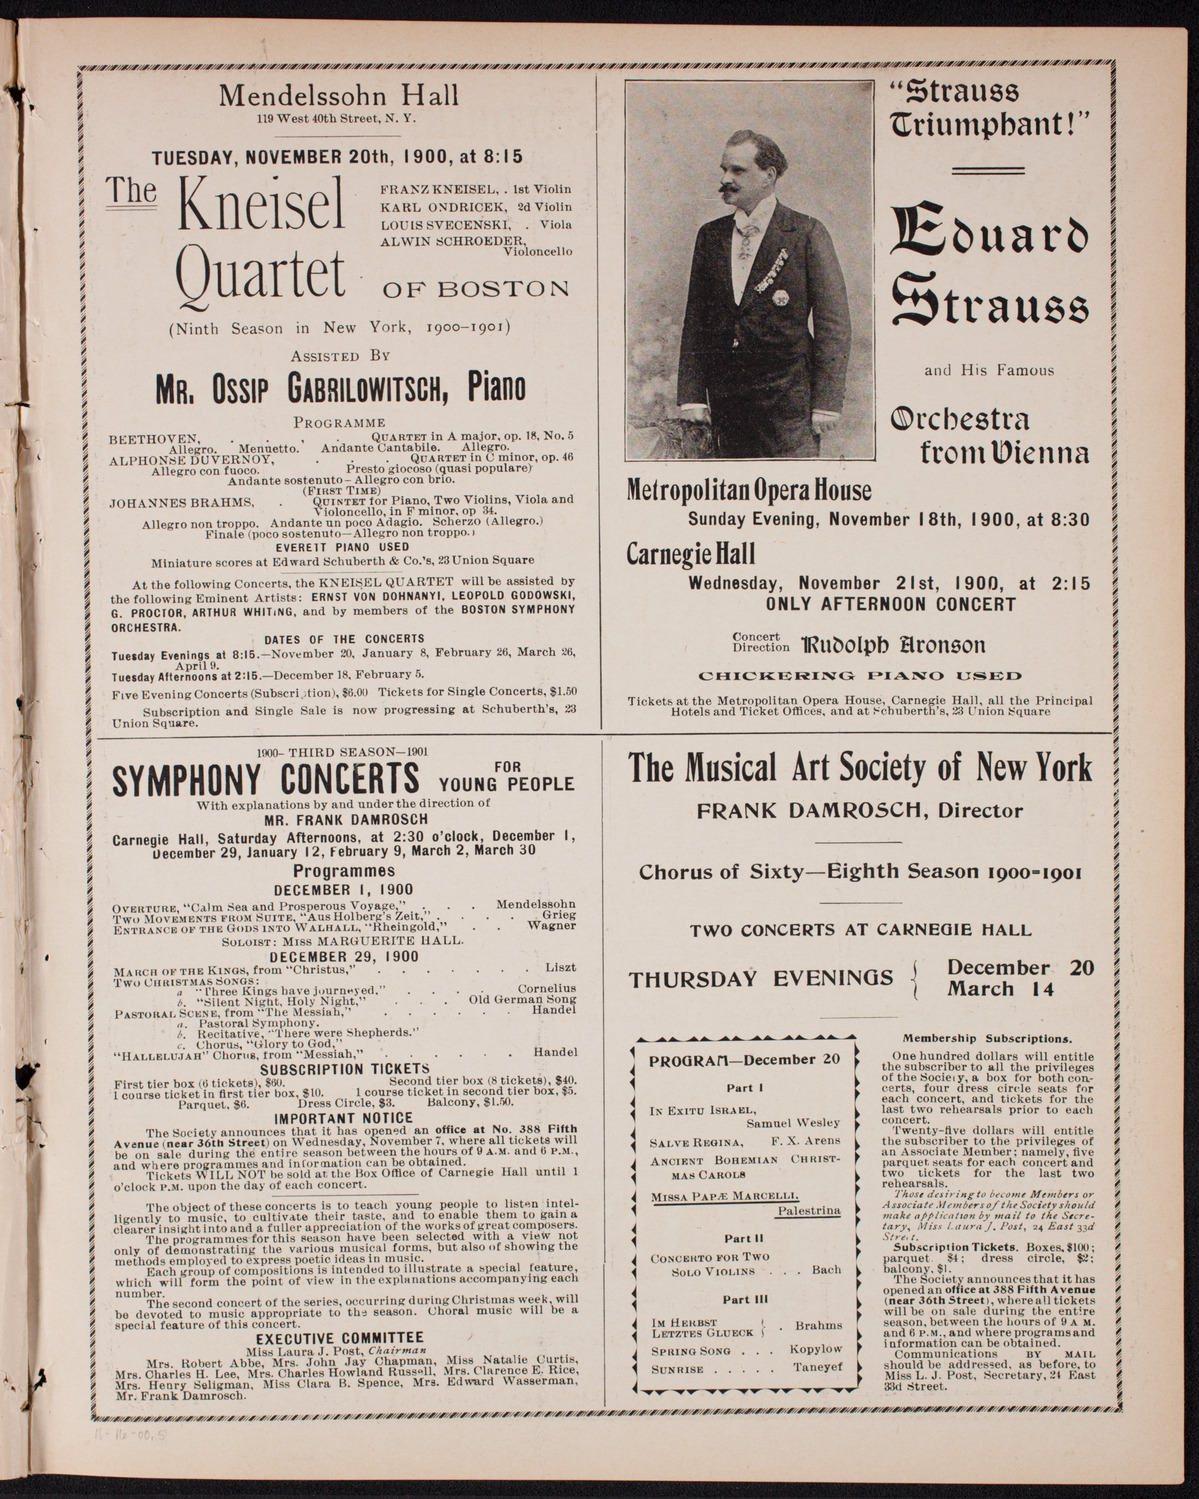 Mendelssohn Hall
119 West 40th Street, N. Y.
TUESDAY, NOVEMBER 20th, 1900, at 8:15
The Kneisel
Quartet
FRANZ KNEISEL, . 1st Violin
KARL ONDRICEK, 2d Violin
LOUIS SVECENSKI, . Viola
ALWIN SCHROEDER,
Violoncello
OF BOSTON
(Ninth Season in New York, 1900-1901)
ASSISTED BY
MR. OSSIP GABRILOWITSCH, Piano
PROGRAMME
BEETHOVEN, . . , . QUARTET in A major, op. 18, No. 5
Allegro. Menuetto. Andante Cantabile. Allegro.
ALPHONSE DUVERNOY, . . . QUARTET in C minor, op. 46
Allegro con fuoco. Presto giocoso (quasi populare)
Andante sostenuto—Allegro con brio.
(FIRST TIME)
JOHANNES BRAHMS, . QUINTET for Piano, Two Violins, Viola and
Violoncello, in F minor, op 34.
Allegro non troppo. Andante un poco Adagio. Scherzo (Allegro.)
Finale (poco sostenuto—Allegro non troppo.)
EVERETT PIANO USED
Miniature scores at Edward Schuberth & Co.'s, 23 Union Square
At the following Concerts, the KNEISEL QUARTET will be assisted by
the following Eminent Artists: ERNST VON DOHNANYI, LEOPOLD GODOWSKI,
G. PROCTOR, ARTHUR WHITING, and by members of the BOSTON SYMPHONY
ORCHESTRA.
DATES OF THE CONCERTS
Tuesday Evenings at 8:15.—November 20, January 8, February 26, March 26,
April 9.
Tuesday Afternoons at 2:15.—December 18, February 5.
Five Evening Concerts (Subscription), $6.00 Tickets for Single Concerts, $1.50
Subscription and Single Sale is now progressing at Schuberth's, 23
Union Square.
"Strauss
Triumphant!"
Eduard
Strauss
and His Famous
Orchestra
from Vienna
Metropolitan Opera House
Sunday Evening, November 18th, 1900, at 8:30
Carnegie Hall
Wednesday, November 21st, 1900, at 2:15
ONLY AFTERNOON CONCERT
Concert
Direction Rudolph Aronson
CHICKERING PIANO USED
Tickets at the Metropolitan Opera House, Carnegie Hall, all the Principal
Hotels and Ticket Offices, and at Schuberth's, 23 Union Square
1900- THIRD SEASON—1901
SYMPHONY CONCERTS FOR
YOUNG PEOPLE
With explanations by and under the direction of
MR. FRANK DAMROSCH
Carnegie Hall, Saturday Afternoons, at 2:30 o'clock, December 1,
December 29, January 12, February 9, March 2, March 30
Programmes
DECEMBER 1, 1900
OVERTURE, "Calm Sea and Prosperous Voyage," . . . Mendelssohn
TWO MOVEMENTS FROM SUITE, "Aus Holberg's Zeit," . . . . . Grieg
ENTRANCE OF THE GODS INTO WALHALL, "Rheingold," . . Wagner
SOLOIST: MISS MARGUERITE HALL.
DECEMBER 29, 1900
MARCH OF THE KINGS, from "Christus," . . . . . . . Liszt
TWO CHRISTMAS SONGS:
a "Three Kings have journeyed," . . . . Cornelius
b. "Silent Night, Holy Night," . . . Old German Song
PASTORAL SCENE, from "The Messiah," . . . . . Handel
a. Pastoral Symphony.
b. Recitative, "There were Shepherds."
c. Chorus, "Glory to God,"
"HALLELUJAH" Chorus, from "Messiah," . . . . . . Handel
SUBSCRIPTION TICKETS
First tier box (6 tickets), $60. Second tier box (8 tickets), $40.
1 course ticket in first tier box, $10. 1 course ticket in second tier box, $5.
Parquet, $6. Dress Circle, $3. Balcony, $1.50.
IMPORTANT NOTICE
The Society announces that it has opened an office at No. 388 Fifth
Avenue (near 36th Street) on Wednesday, November 7, where all tickets will
be on sale during the entire season between the hours of 9 A.M. and 6 P.M.,
and where programmes and information can be obtained.
Tickets WILL NOT be sold at the Box Office of Carnegie Hall until 1
o'clock P.M. upon the day of each concert.
The object of these concerts is to teach young people to listen intel-
ligently to music, to cultivate their taste, and to enable them to gain a
clearer insight into and a fuller appreciation of the works of great composers.
The programmes for this season have been selected with a view not
only of demonstrating the various musical forms, but also of showing the
methods employed to express poetic ideas in music.
Each group of compositions is intended to illustrate a special feature,
which will form the point of view in the explanations accompanying each
number.
The second concert of the series, occurring during Christmas week, will
be devoted to music appropriate to the season. Choral music will be a
special feature of this concert.
EXECUTIVE COMMITTEE
Miss Laura J. Post, Chairman
Mrs. Robert Abbe, Mrs. John Jay Chapman, Miss Natalie Curtis,
Mrs. Charles H. Lee, Mrs. Charles Howland Russell, Mrs. Clarence E. Rice,
Mrs. Henry Seligman, Miss Clara B. Spence, Mrs. Edward Wasserman,
Mr. Frank Damrosch.
The Musical Art Society of New York
FRANK DAMROSCH, Director
Chorus of Sixty—Eighth Season 1900-1901
TWO CONCERTS AT CARNEGIE HALL
THURSDAY EVENINGS { December 20
March 14
PROGRAM—December 20
Part I
IN EXITU ISRAEL,
Samuel Wesley
SALVE REGINA, F. X. Arens
ANCIENT BOHEMIAN CHRIST-
MAS CAROLS
MISSA PAPÆ MARCELLI,
Palestrina
Part II
CONCERTO FOR TWO
SOLO VIOLINS . . . Bach
Part III
IM HERBST
LETZTES GLUECK } . Brahms
SPRING SONG . . . Kopylow
SUNRISE . . . . . Taneyef
Membership Subscriptions.
One hundred dollars will entitle
the subscriber to all the privileges
of the Society, a box for both con-
certs, four dress circle seats for
each concert, and tickets for the
last two rehearsals prior to each
concert.
Twenty-five dollars will entitle
the subscriber to the privileges of
an Associate Member; namely, five
parquet seats for each concert and
two tickets for the last two
rehearsals.
Those desiring to become Members or
Associate Members of the Society should
make application by mail to the Secre-
tary, Miss Laura J. Post, 24 East 33d
Street.
Subscription Tickets. Boxes, $100;
parquet $4; dress circle, $2;
balcony, $1.
The Society announces that it has
opened an office at 388 Fifth Avenue
(near 36th Street), where all tickets
will be on sale during the entire
season, between the hours of 9 A M.
and 6 P.M., and where programs and
information can be obtained.
Communications BY MAIL
should be addressed, as before, to
Miss L. J. Post, Secretary, 24 East
33d Street.